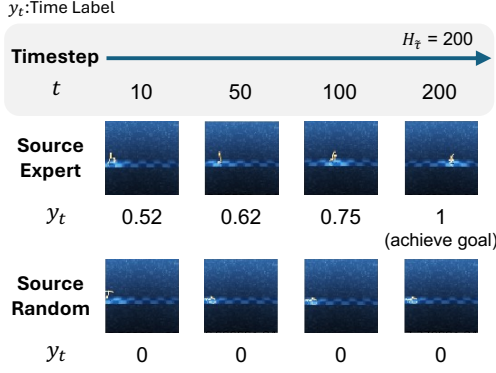 y_t:Time Label
H_τ̃ = 200
Timestep
t 10 50 100 200
Source Expert
y_t 0.52 0.62 0.75 1
(achieve goal)
Source Random
y_t 0 0 0 0